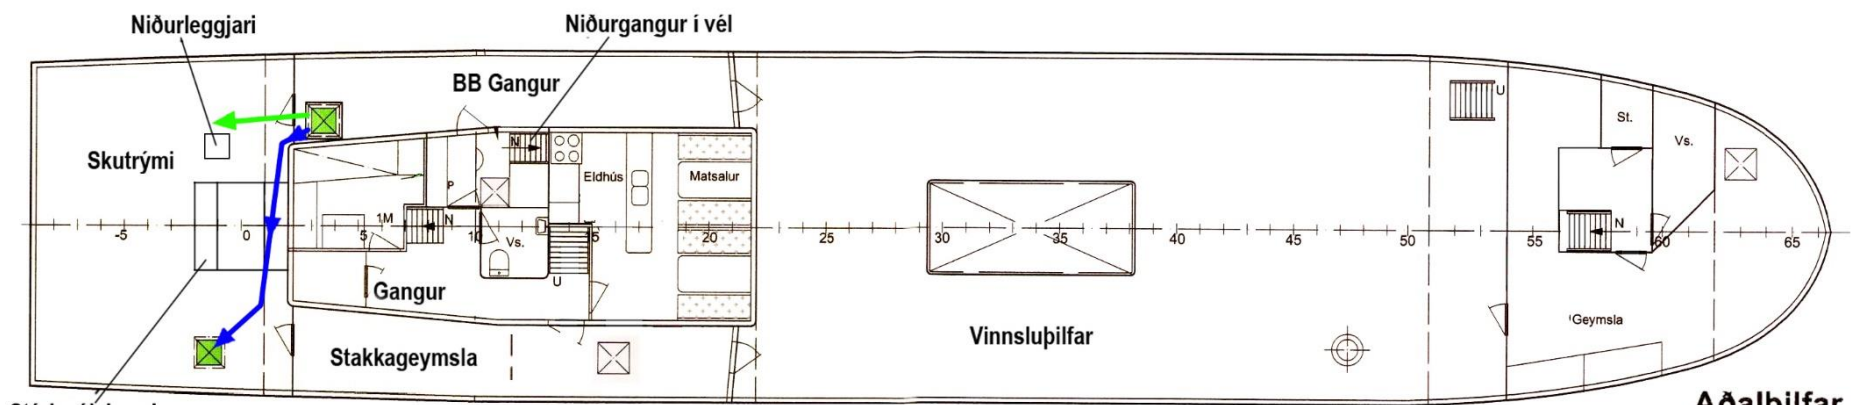 Niðurleggjari
Niðurgangur í vél
BB Gangur
Skutrými
N
U
St.
Vs.
Eldhús
Matsalur
P
1M
N
Vs.
N
-5
0
5
10
15
20
25
30
35
40
45
50
55
60
65
U
Gangur
Stakkageymsla
Vinnsluþilfar
Geymsla
Aðalþilfar